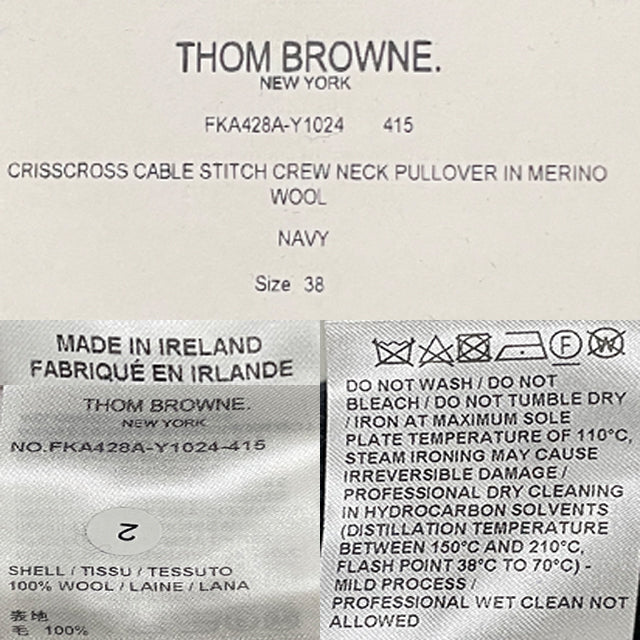 THOM BROWNE.
NEW YORK
FKA428A-Y1024 415
CRISSCROSS CABLE STITCH CREW NECK PULLOVER IN MERINO
WOOL
NAVY
Size 38
MADE IN IRELAND
FABRIQUÉ EN IRLANDE
THOM BROWNE.
NEW YORK
NO.FKA428A-Y1024-415
2
SHELL / TISSU / TESSUTO
100% WOOL / LAINE / LANA
表地
毛 100%
F
W
DO NOT WASH / DO NOT
BLEACH / DO NOT TUMBLE DRY
/ IRON AT MAXIMUM SOLE
PLATE TEMPERATURE OF 110°C,
STEAM IRONING MAY CAUSE
IRREVERSIBLE DAMAGE /
PROFESSIONAL DRY CLEANING
IN HYDROCARBON SOLVENTS
(DISTILLATION TEMPERATURE
BETWEEN 150°C AND 210°C,
FLASH POINT 38°C TO 70°C) -
MILD PROCESS /
PROFESSIONAL WET CLEAN NOT
ALLOWED